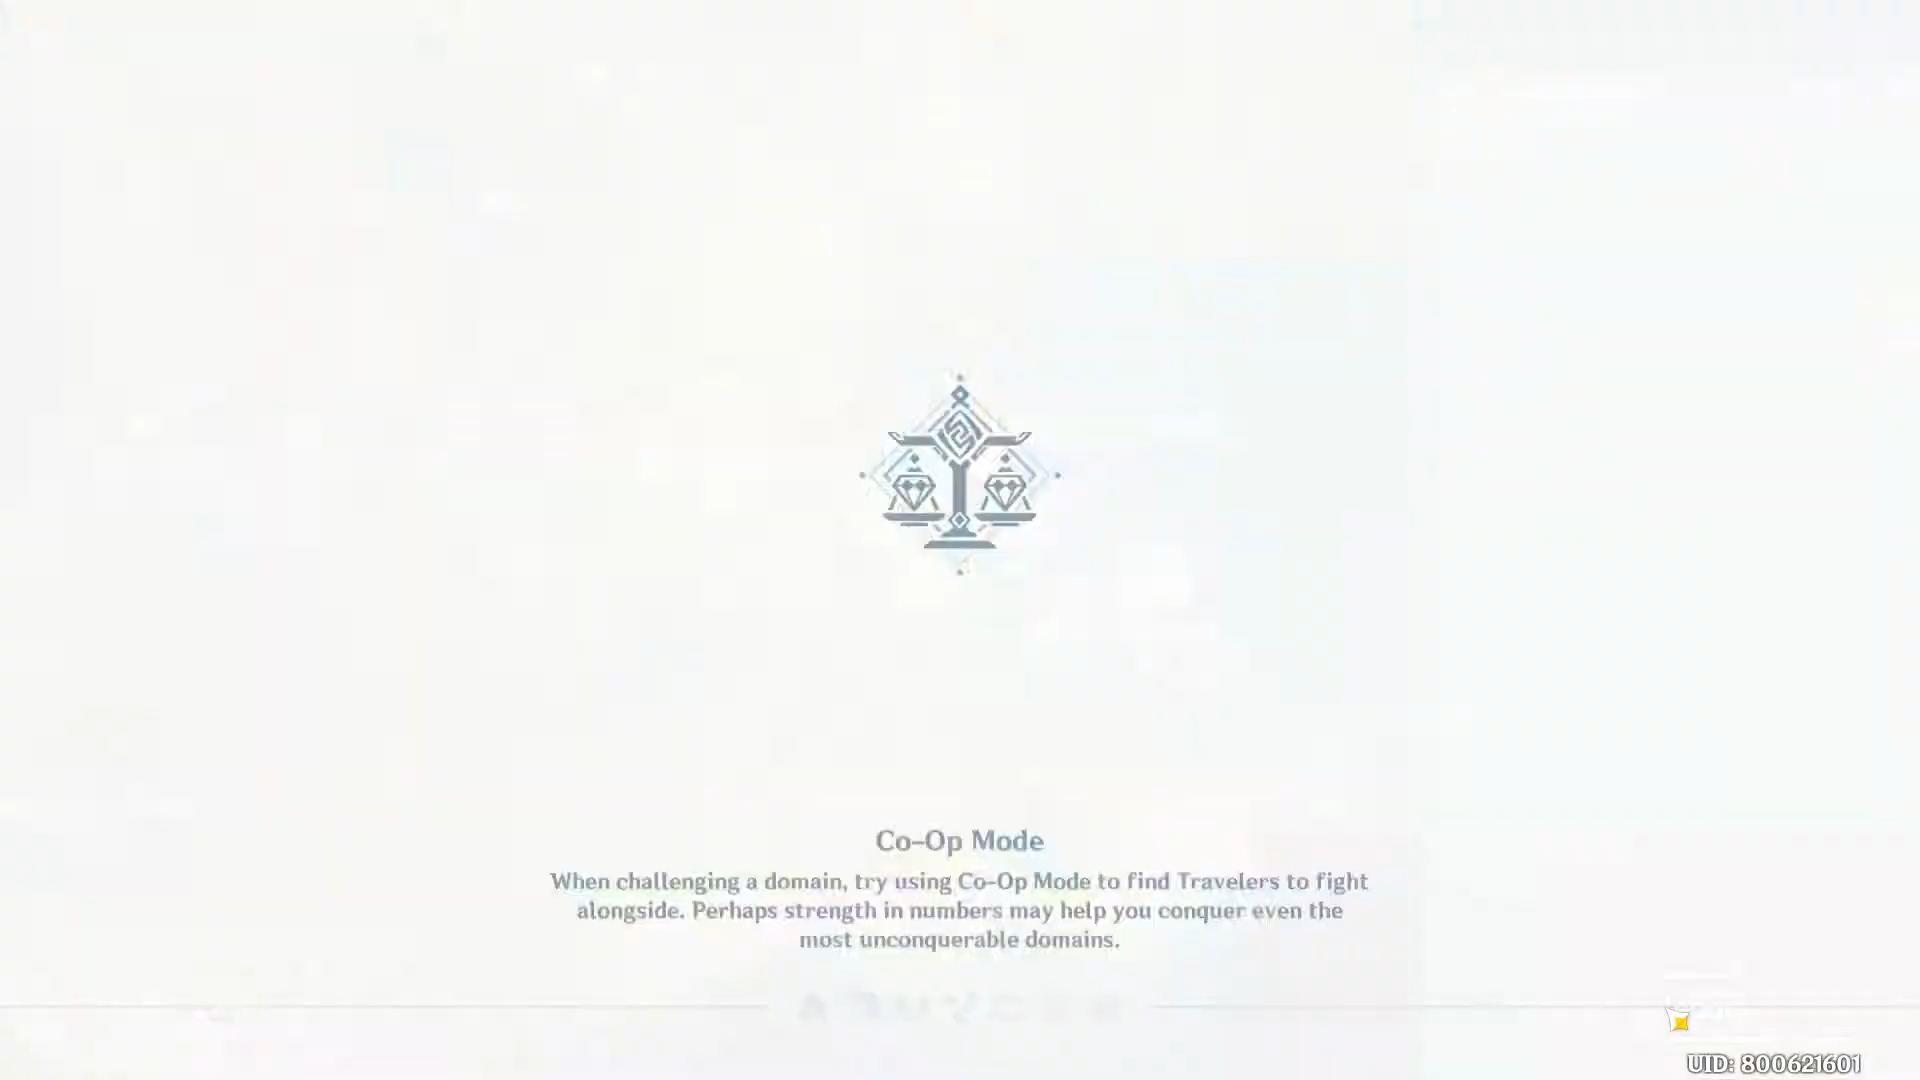 Co-Op Mode
When challenging a domain, try using Co-Op Mode to find Travelers to fight
alongside. Perhaps strength in numbers may help you conquer even the
most unconquerable domains.
UID: 800621601